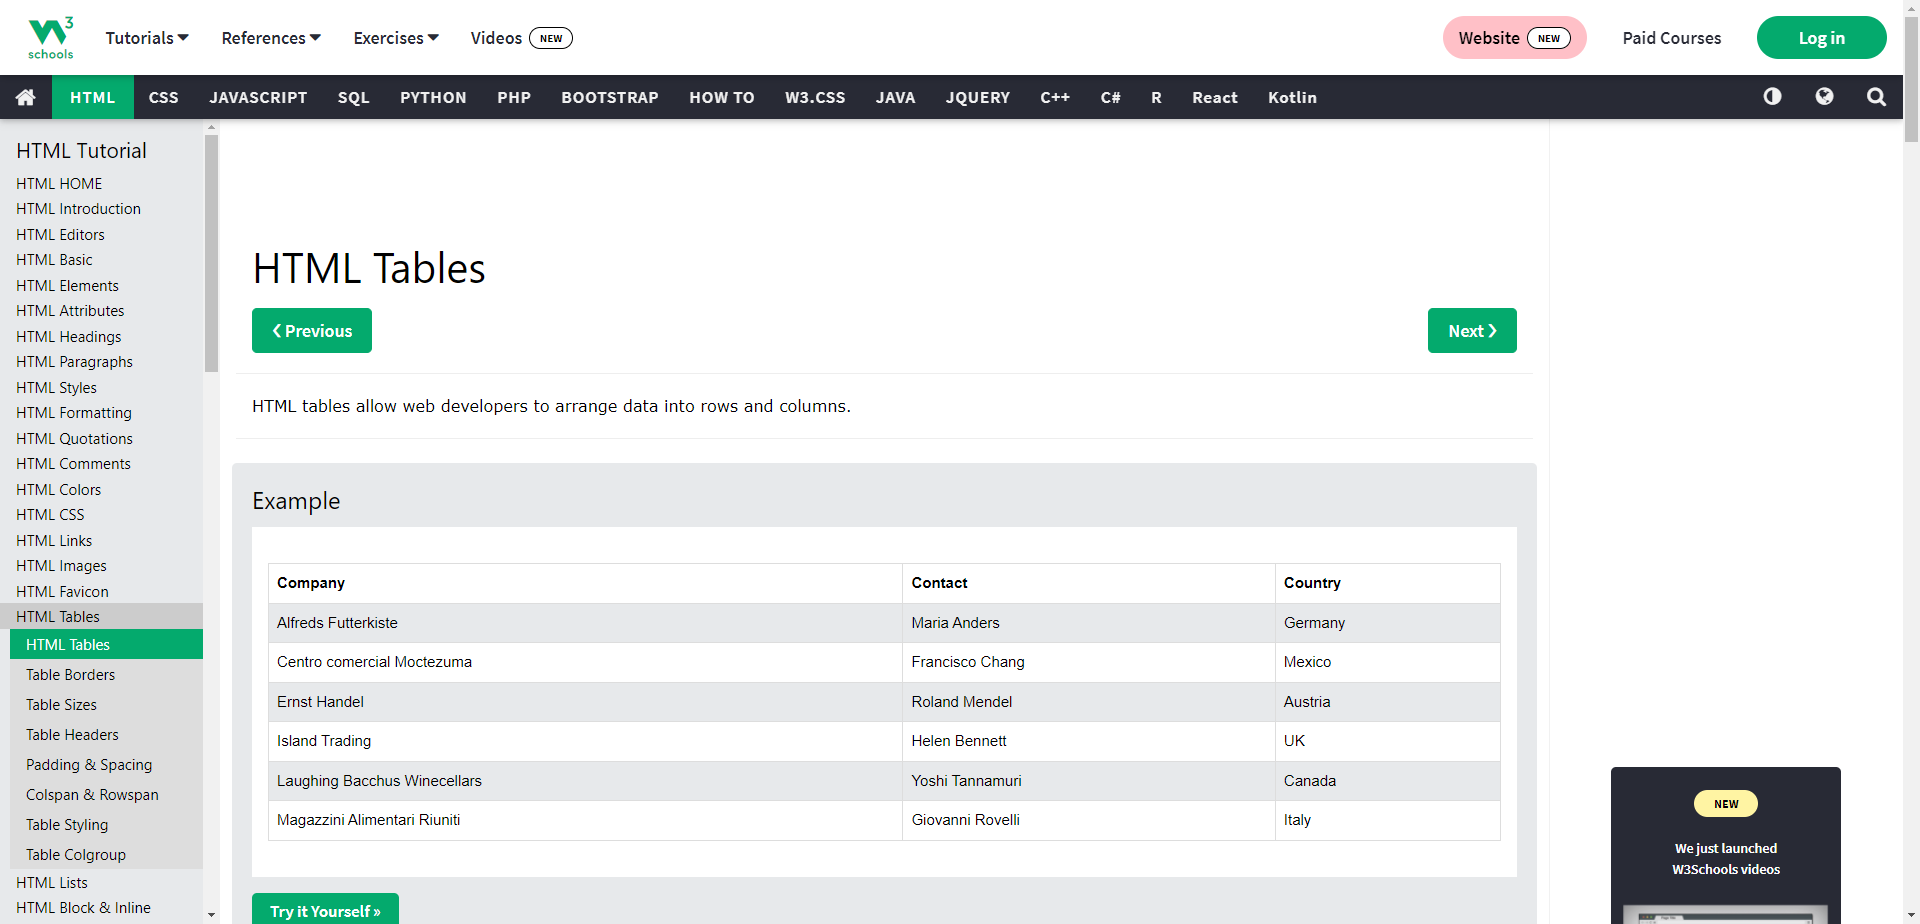 W3 schools
Tutorials References Exercises Videos NEW Website NEW Paid Courses Log in
HTML CSS JAVASCRIPT SQL PYTHON PHP BOOTSTRAP HOW TO W3.CSS JAVA JQUERY C++ C# R React Kotlin
HTML Tutorial
HTML HOME
HTML Introduction
HTML Editors
HTML Basic
HTML Elements
HTML Attributes
HTML Headings
HTML Paragraphs
HTML Styles
HTML Formatting
HTML Quotations
HTML Comments
HTML Colors
HTML CSS
HTML Links
HTML Images
HTML Favicon
HTML Tables
HTML Tables
Table Borders
Table Sizes
Table Headers
Padding & Spacing
Colspan & Rowspan
Table Styling
Table Colgroup
HTML Lists
HTML Block & Inline
HTML Tables
❮ Previous Next ❯
HTML tables allow web developers to arrange data into rows and columns.
Example
Company Contact Country
Alfreds Futterkiste Maria Anders Germany
Centro comercial Moctezuma Francisco Chang Mexico
Ernst Handel Roland Mendel Austria
Island Trading Helen Bennett UK
Laughing Bacchus Winecellars Yoshi Tannamuri Canada
Magazzini Alimentari Riuniti Giovanni Rovelli Italy
Try it Yourself »
NEW
We just launched
W3Schools videos